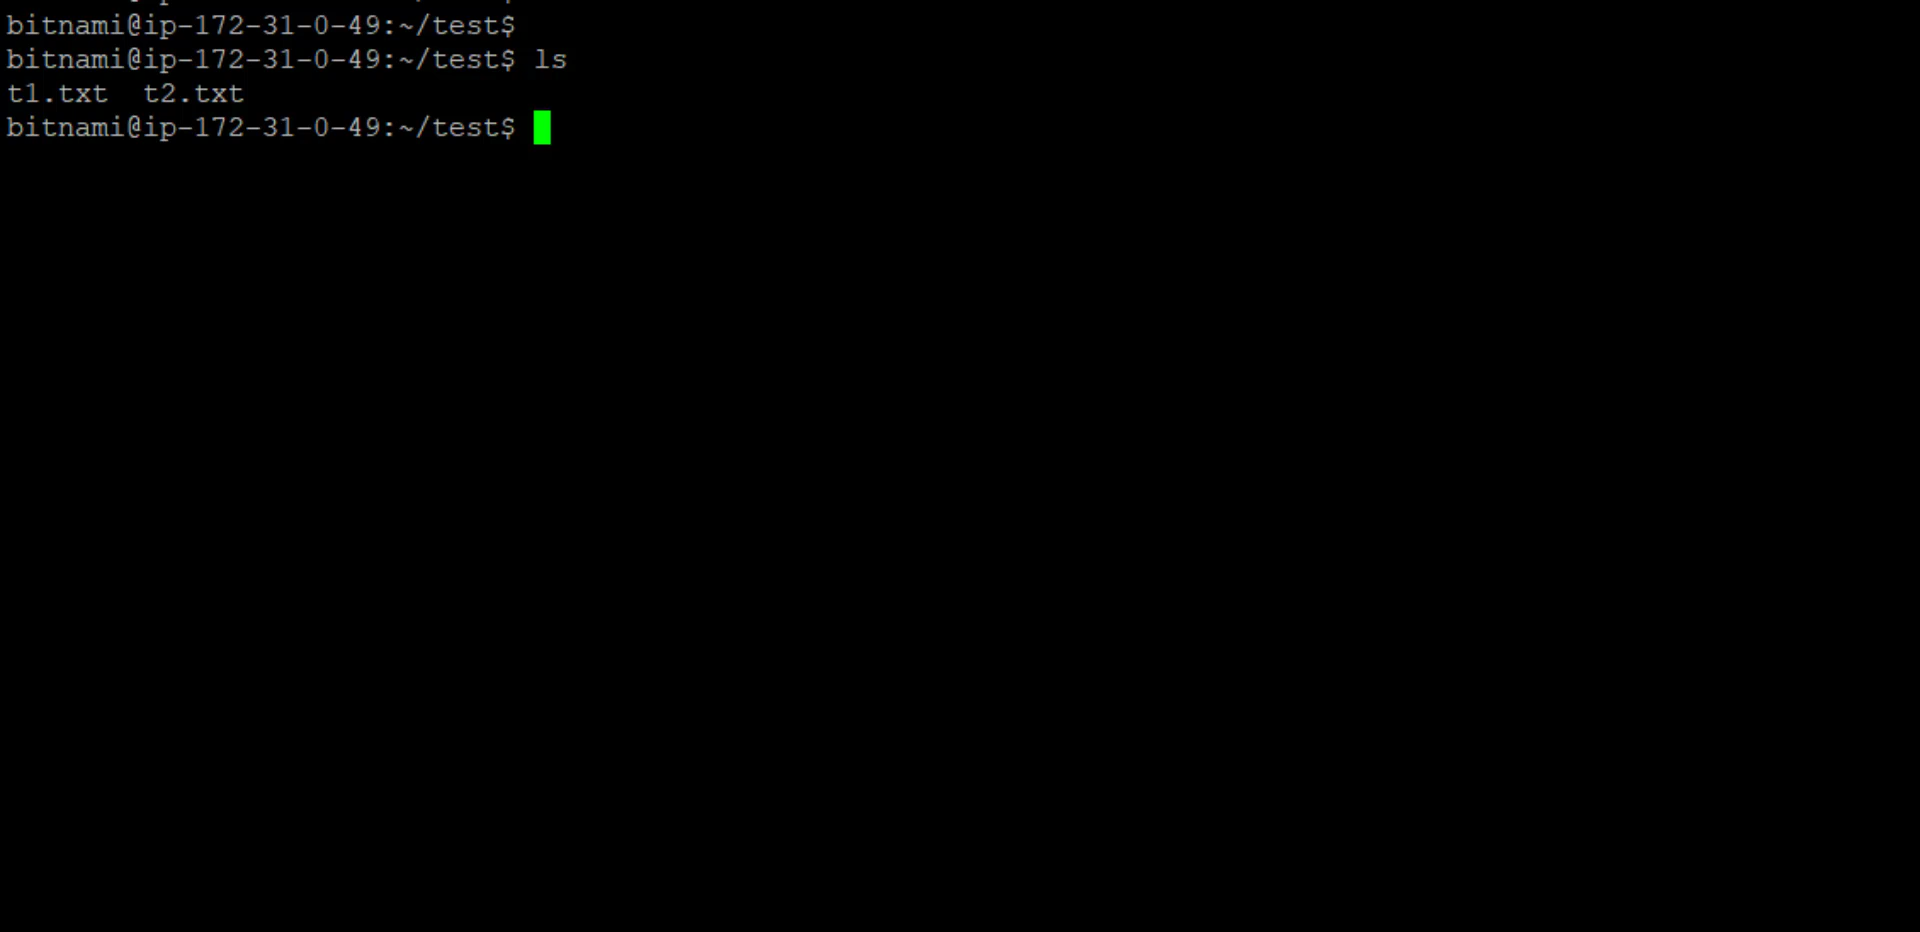 bitnami@ip-172-31-0-49:~/test$
bitnami@ip-172-31-0-49:~/test$ ls
t1.txt  t2.txt
bitnami@ip-172-31-0-49:~/test$